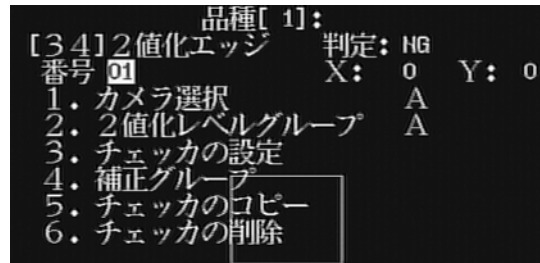 品種[ 1]:
[34]2値化エッジ 判定:NG
番号 01 X: 0 Y: 0
1. カメラ選択 A
2. 2値化レベルグループ A
3. チェッカの設定
4. 補正グループ
5. チェッカのコピー
6. チェッカの削除